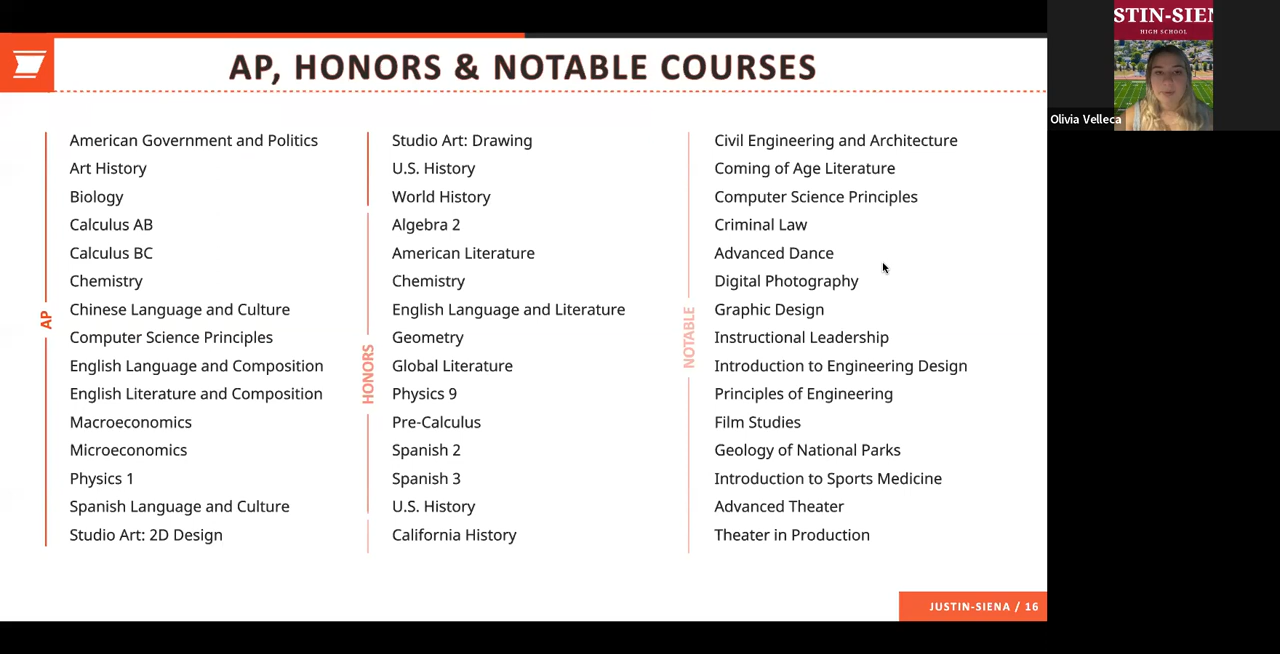 AP, HONORS & NOTABLE COURSES
AP
American Government and Politics
Art History
Biology
Calculus AB
Calculus BC
Chemistry
Chinese Language and Culture
Computer Science Principles
English Language and Composition
English Literature and Composition
Macroeconomics
Microeconomics
Physics 1
Spanish Language and Culture
Studio Art: 2D Design
Studio Art: Drawing
U.S. History
World History
HONORS
Algebra 2
American Literature
Chemistry
English Language and Literature
Geometry
Global Literature
Physics 9
Pre-Calculus
Spanish 2
Spanish 3
U.S. History
California History
NOTABLE
Civil Engineering and Architecture
Coming of Age Literature
Computer Science Principles
Criminal Law
Advanced Dance
Digital Photography
Graphic Design
Instructional Leadership
Introduction to Engineering Design
Principles of Engineering
Film Studies
Geology of National Parks
Introduction to Sports Medicine
Advanced Theater
Theater in Production
JUSTIN-SIENA / 16
STIN-SIEN
HIGH SCHOOL
Olivia Velleca